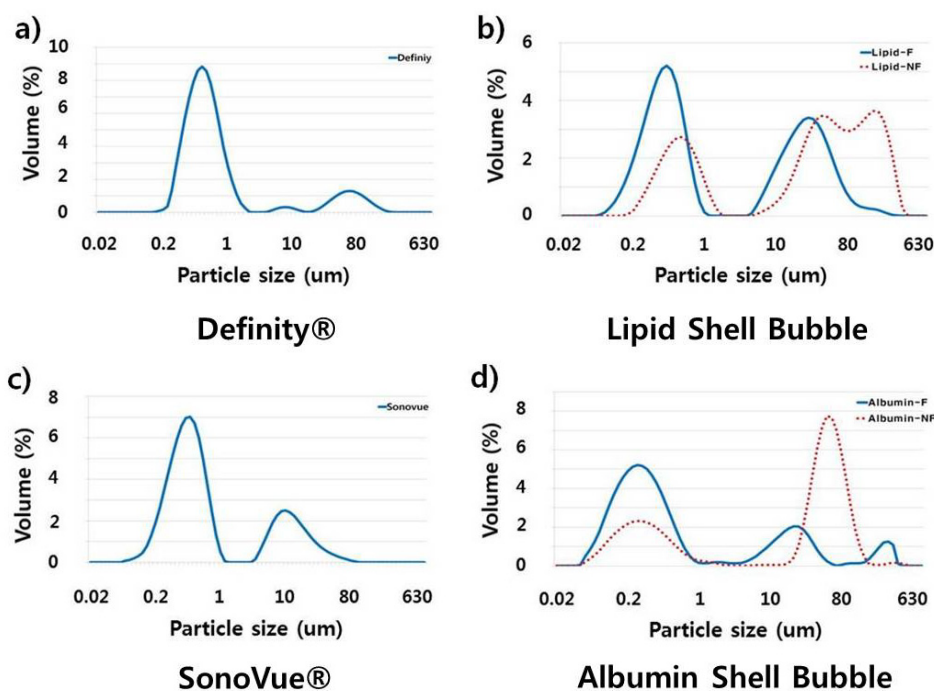 a)
10
8
6
4
2
0
Volume (%)
Definiy
0.02 0.2 1 10 80 630
Particle size (um)
Definity®
b)
6
4
2
0
Volume (%)
Lipid-F
Lipid-NF
0.02 0.2 1 10 80 630
Particle size (um)
Lipid Shell Bubble
c)
8
6
4
2
0
Volume (%)
Sonovue
0.02 0.2 1 10 80 630
Particle size (um)
SonoVue®
d)
8
6
4
2
0
Volume (%)
Albumin-F
Albumin-NF
0.02 0.2 1 10 80 630
Particle size (um)
Albumin Shell Bubble